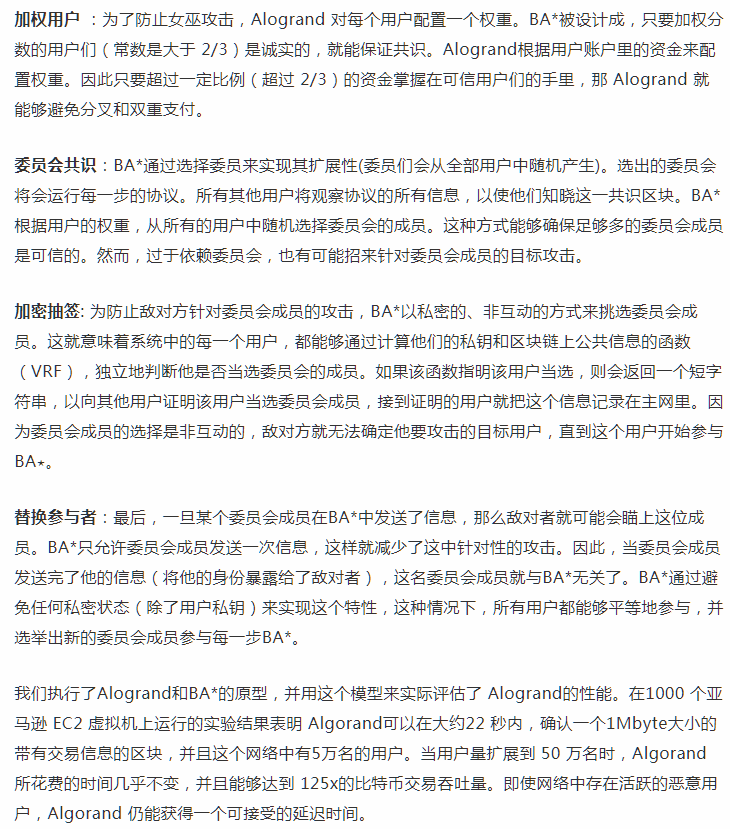 加权用户 ：为了防止女巫攻击，Alogrand 对每个用户配置一个权重。BA*被设计成，只要加权分
数的用户们（常数是大于 2/3）是诚实的，就能保证共识。Alogrand根据用户账户里的资金来配
置权重。因此只要超过一定比例（超过 2/3）的资金掌握在可信用户们的手里，那 Alogrand 就
能够避免分叉和双重支付。
委员会共识：BA*通过选择委员来实现其扩展性(委员们会从全部用户中随机产生)。选出的委员会
将会运行每一步的协议。所有其他用户将观察协议的所有信息，以使他们知晓这一共识区块。BA*
根据用户的权重，从所有的用户中随机选择委员会的成员。这种方式能够确保足够多的委员会成员
是可信的。然而，过于依赖委员会，也有可能招来针对委员会成员的目标攻击。
加密抽签: 为防止敌对方针对委员会成员的攻击，BA*以私密的、非互动的方式来挑选委员会成
员。这就意味着系统中的每一个用户，都能够通过计算他们的私钥和区块链上公共信息的函数
（VRF），独立地判断他是否当选委员会的成员。如果该函数指明该用户当选，则会返回一个短字
符串，以向其他用户证明该用户当选委员会成员，接到证明的用户就把这个信息记录在主网里。因
为委员会成员的选择是非互动的，敌对方就无法确定他要攻击的目标用户，直到这个用户开始参与
BA⋆。
替换参与者：最后，一旦某个委员会成员在BA*中发送了信息，那么敌对者就可能会瞄上这位成
员。BA*只允许委员会成员发送一次信息，这样就减少了这中针对性的攻击。因此，当委员会成员
发送完了他的信息（将他的身份暴露给了敌对者），这名委员会成员就与BA*无关了。BA*通过避
免任何私密状态（除了用户私钥）来实现这个特性，这种情况下，所有用户都能够平等地参与，并
选举出新的委员会成员参与每一步BA*。
我们执行了Alogrand和BA*的原型，并用这个模型来实际评估了 Alogrand的性能。在1000 个亚
马逊 EC2 虚拟机上运行的实验结果表明 Algorand可以在大约22 秒内，确认一个1Mbyte大小的
带有交易信息的区块，并且这个网络中有5万名的用户。当用户量扩展到 50 万名时，Algorand
所花费的时间几乎不变，并且能够达到 125x的比特币交易吞吐量。即使网络中存在活跃的恶意用
户，Algorand 仍能获得一个可接受的延迟时间。